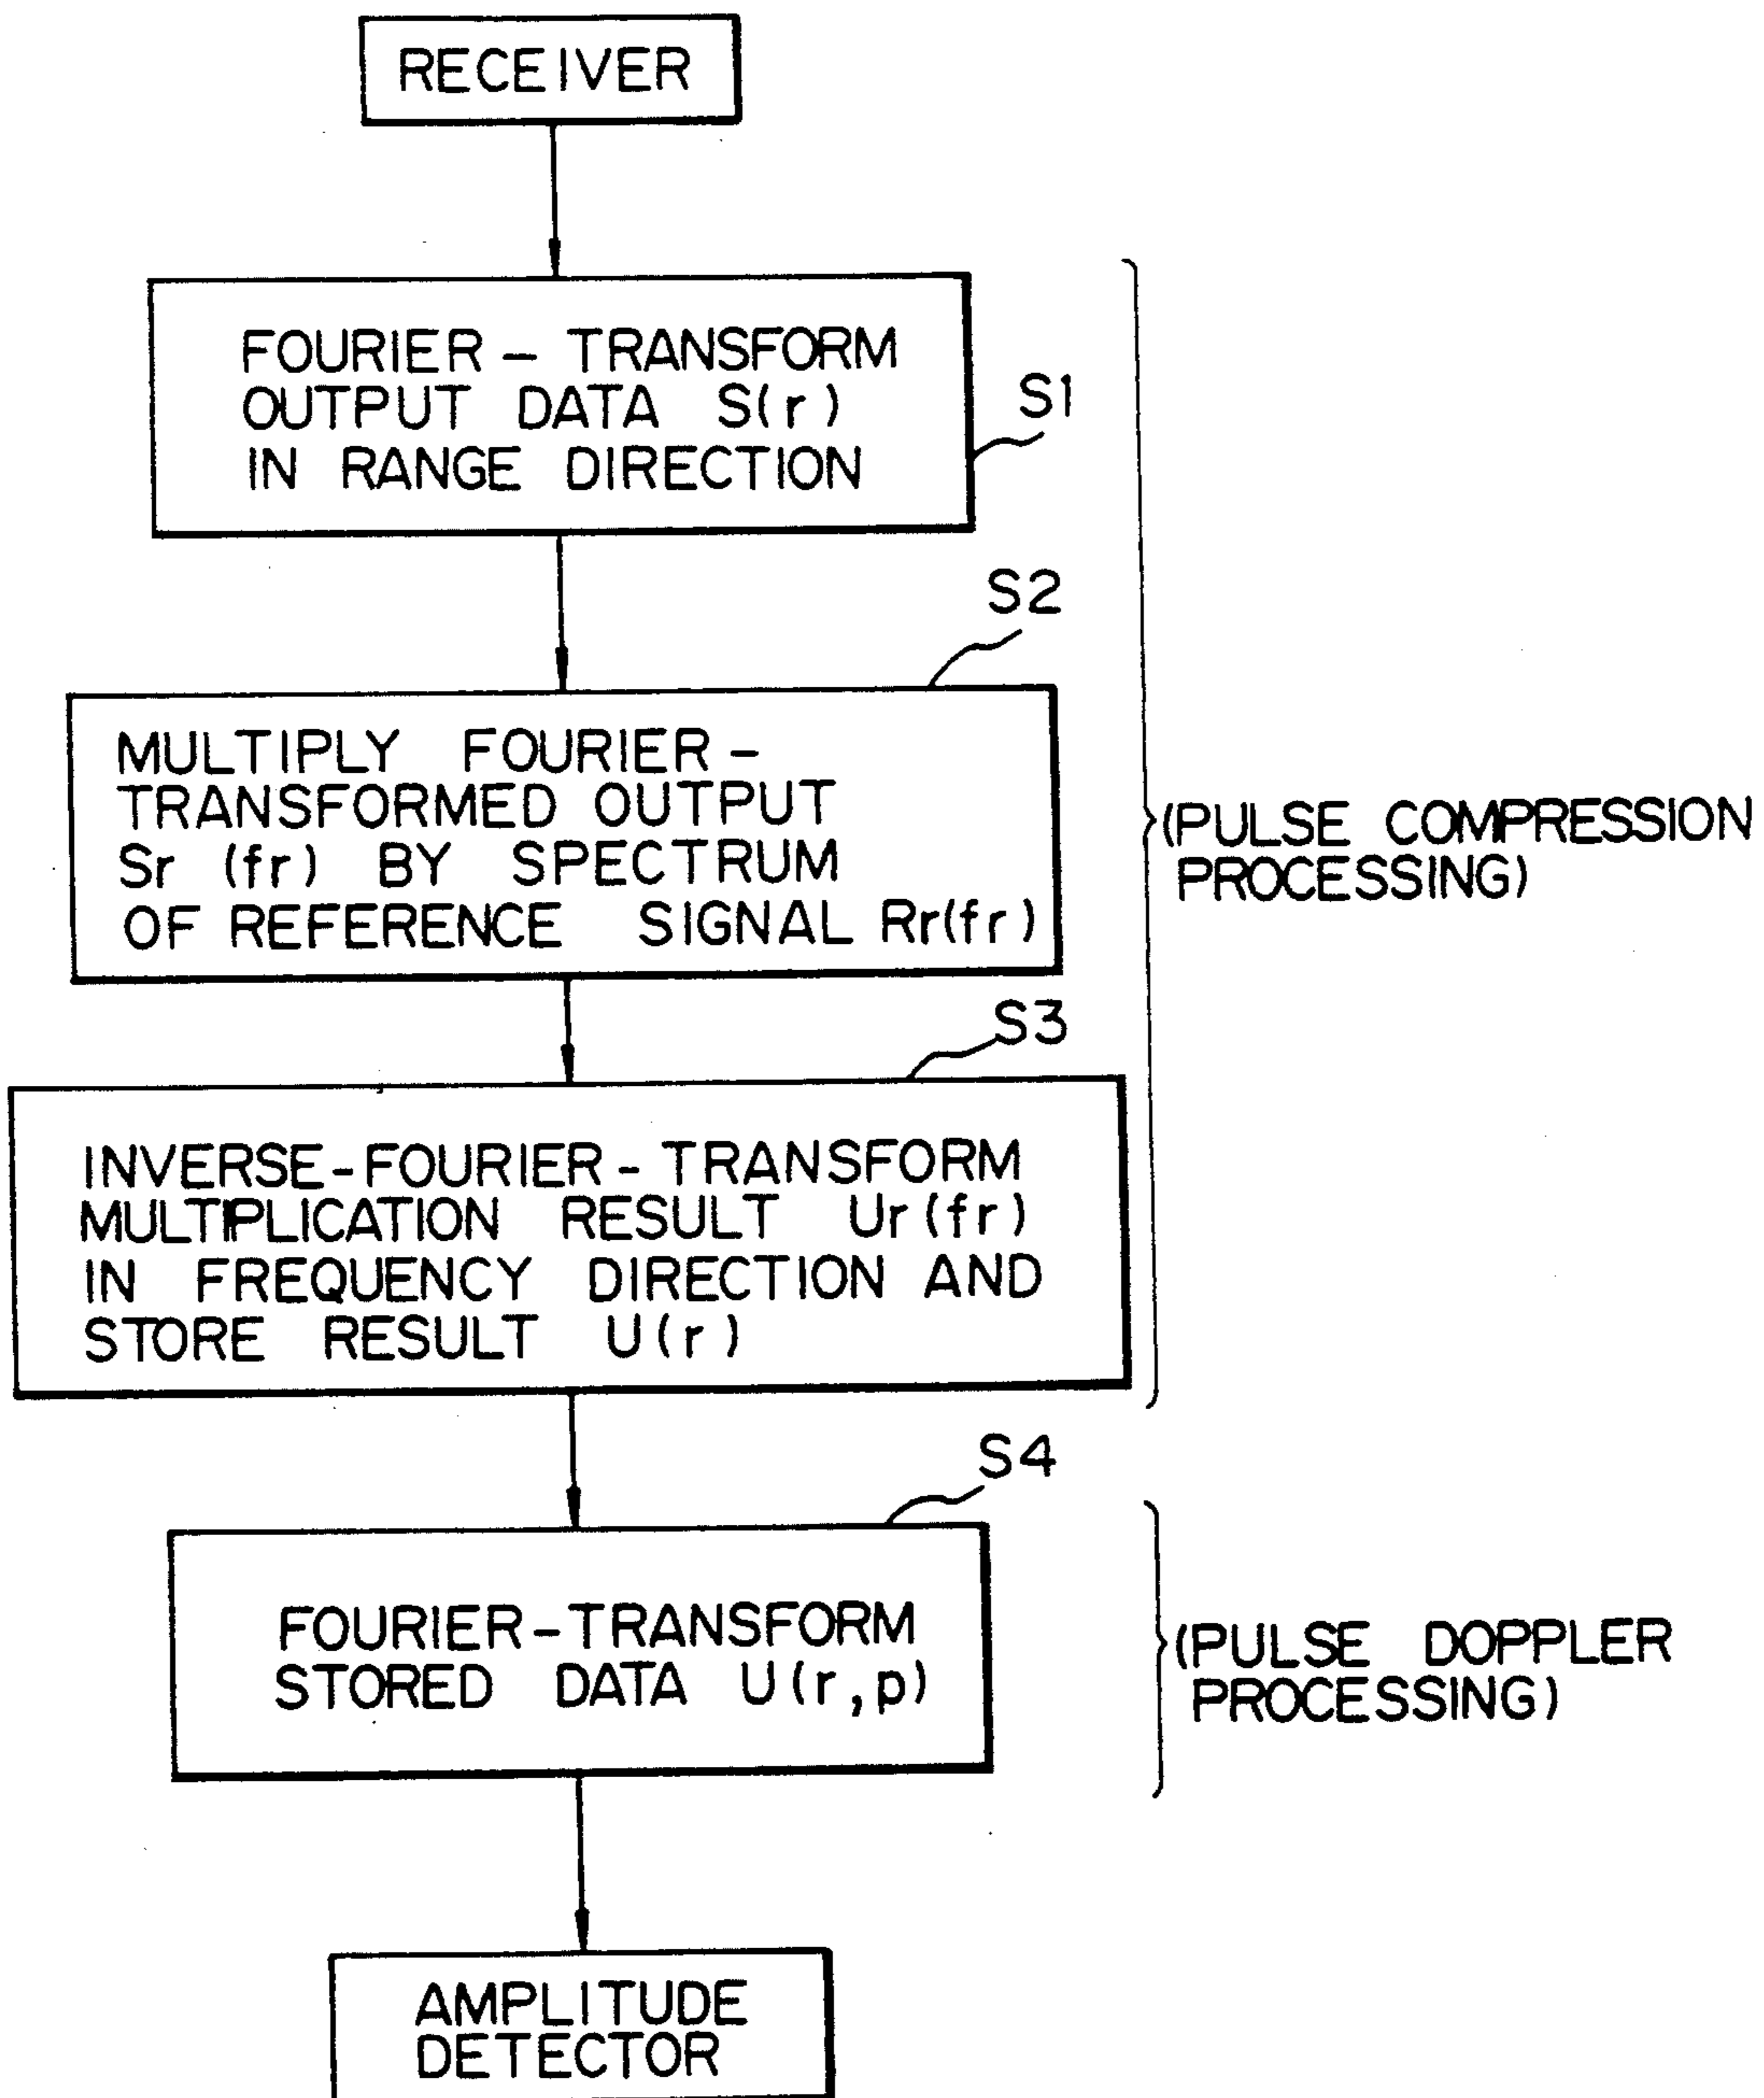 RECEIVER
FOURIER - TRANSFORM
OUTPUT DATA S(r)
IN RANGE DIRECTION
S1
S2
MULTIPLY FOURIER -
TRANSFORMED OUTPUT
Sr (fr) BY SPECTRUM
OF REFERENCE SIGNAL Rr(fr)
(PULSE COMPRESSION
PROCESSING)
S3
INVERSE-FOURIER-TRANSFORM
MULTIPLICATION RESULT Ur(fr)
IN FREQUENCY DIRECTION AND
STORE RESULT U(r)
S4
FOURIER-TRANSFORM
STORED DATA U(r,p)
(PULSE DOPPLER
PROCESSING)
AMPLITUDE
DETECTOR